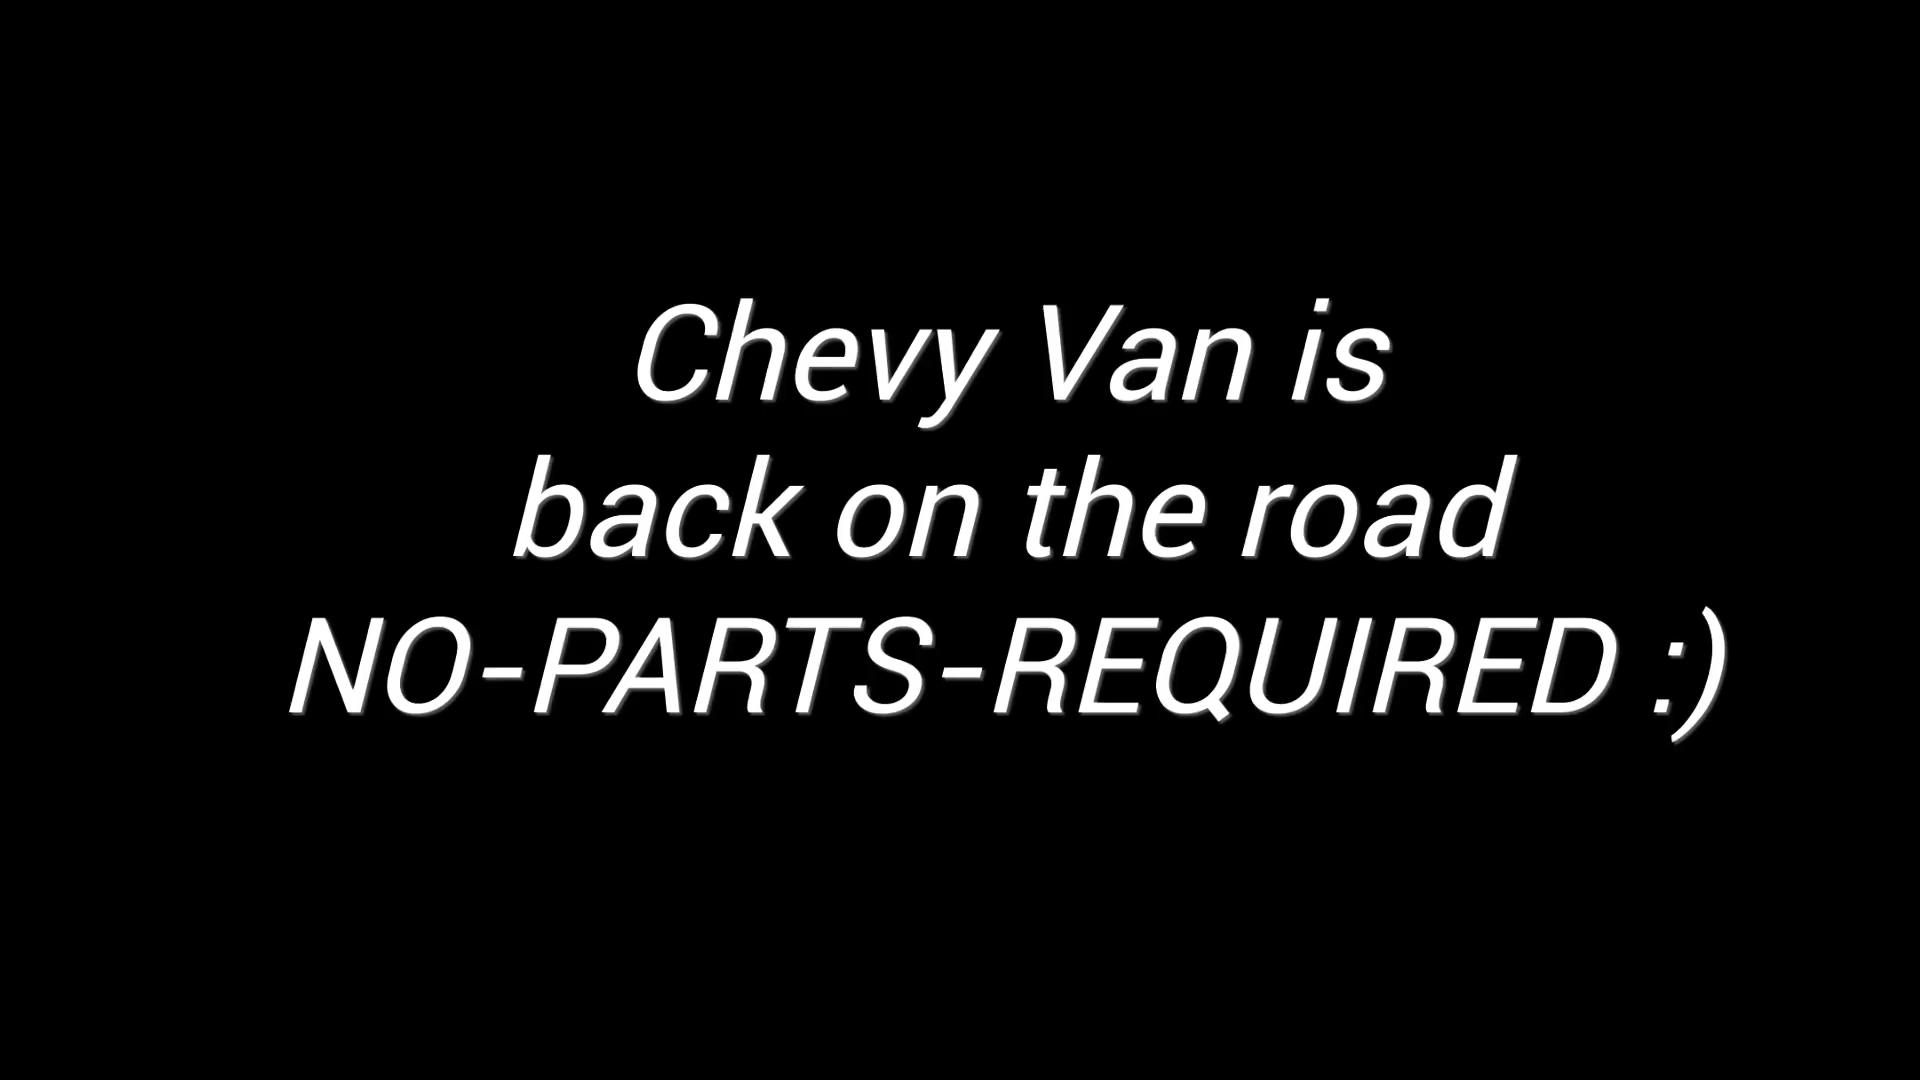 Chevy Van is
back on the road
NO-PARTS-REQUIRED :)